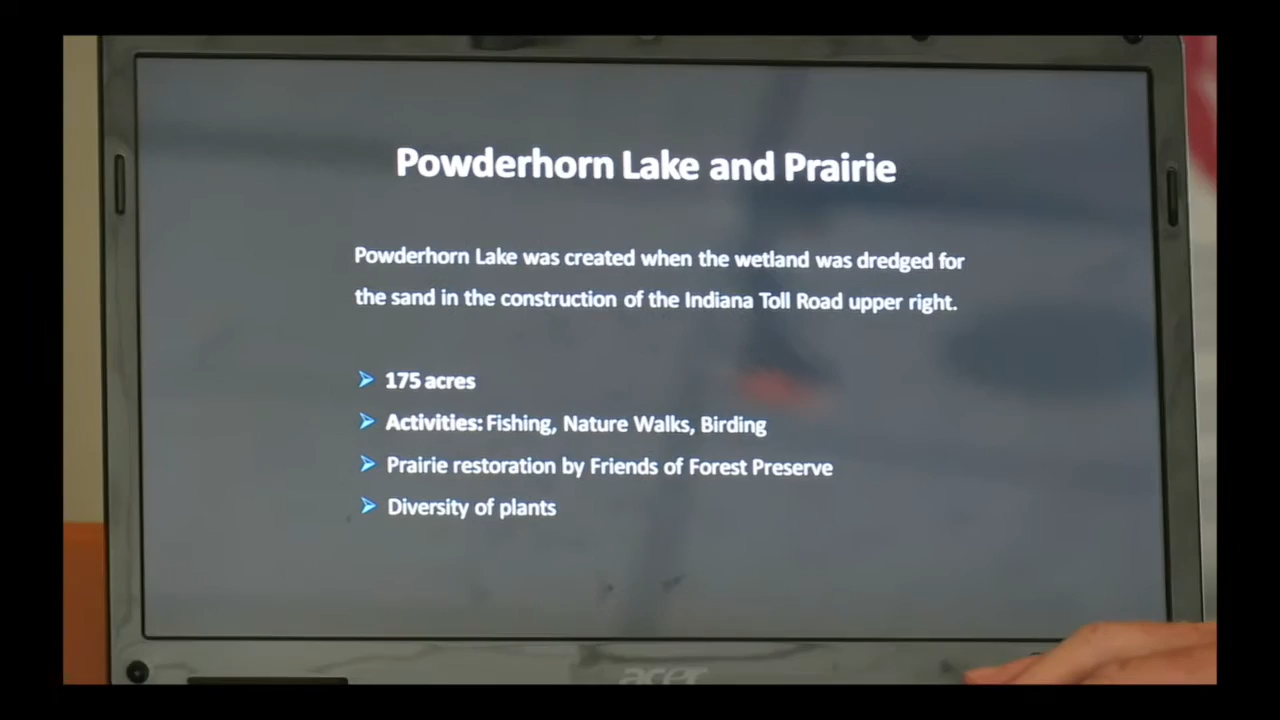 Powderhorn Lake and Prairie
Powderhorn Lake was created when the wetland was dredged for
the sand in the construction of the Indiana Toll Road upper right.
175 acres
Activities: Fishing, Nature Walks, Birding
Prairie restoration by Friends of Forest Preserve
Diversity of plants
acer